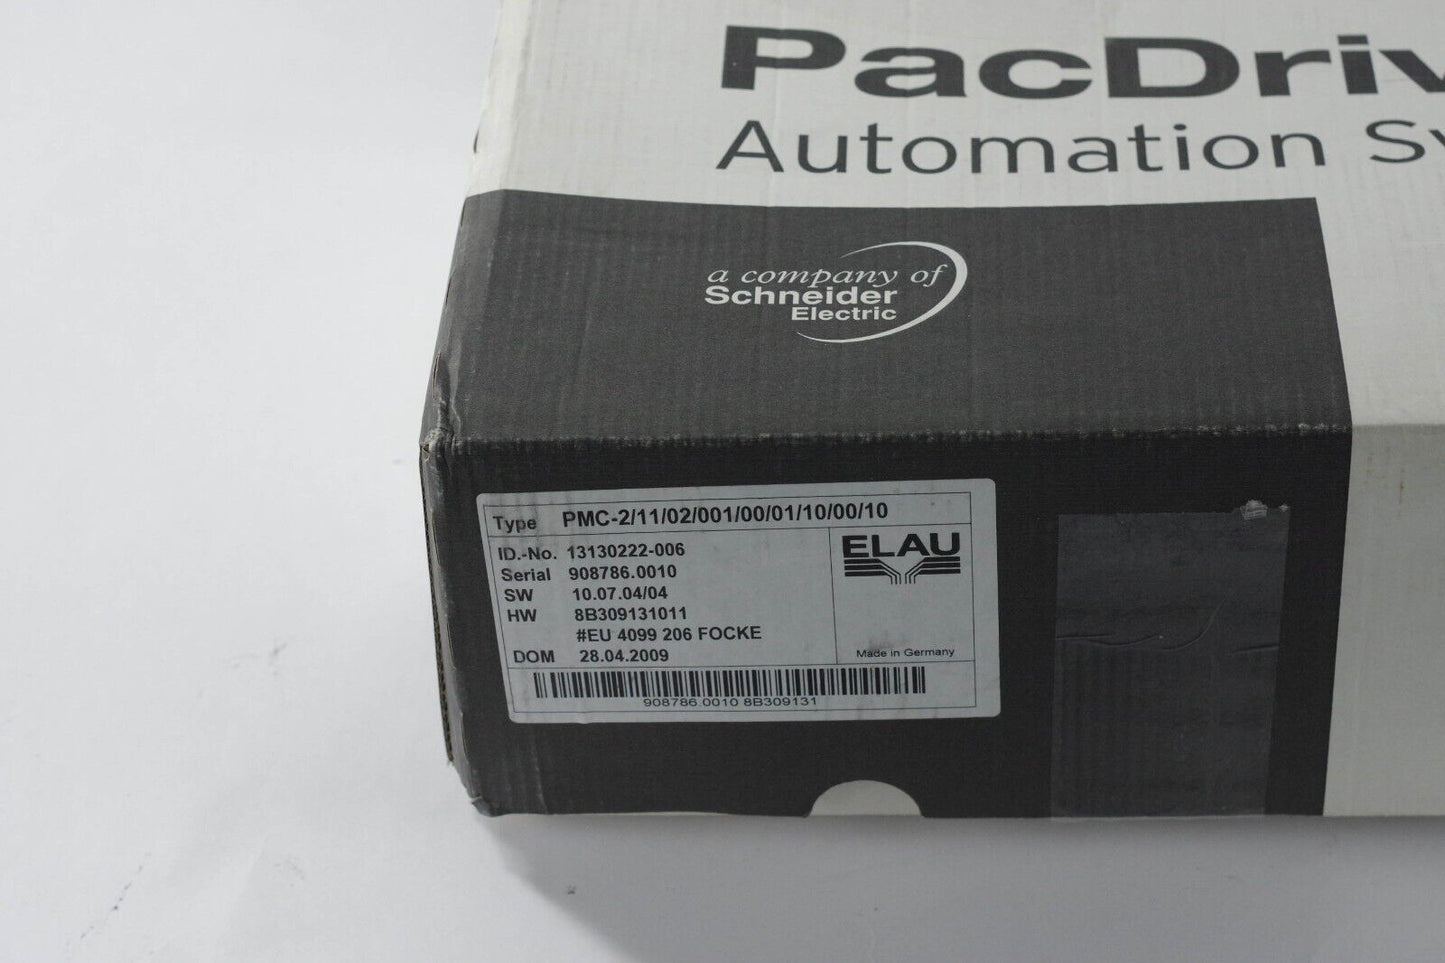 PacDriv
Automation Sy
a company of
Schneider
Electric
Type PMC-2/11/02/001/00/01/10/00/10
ID.-No. 13130222-006
Serial 908786.0010
SW 10.07.04/04
HW 8B309131011
#EU 4099 206 FOCKE
DOM 28.04.2009
ELAU
Made in Germany
908786.0010 8B309131